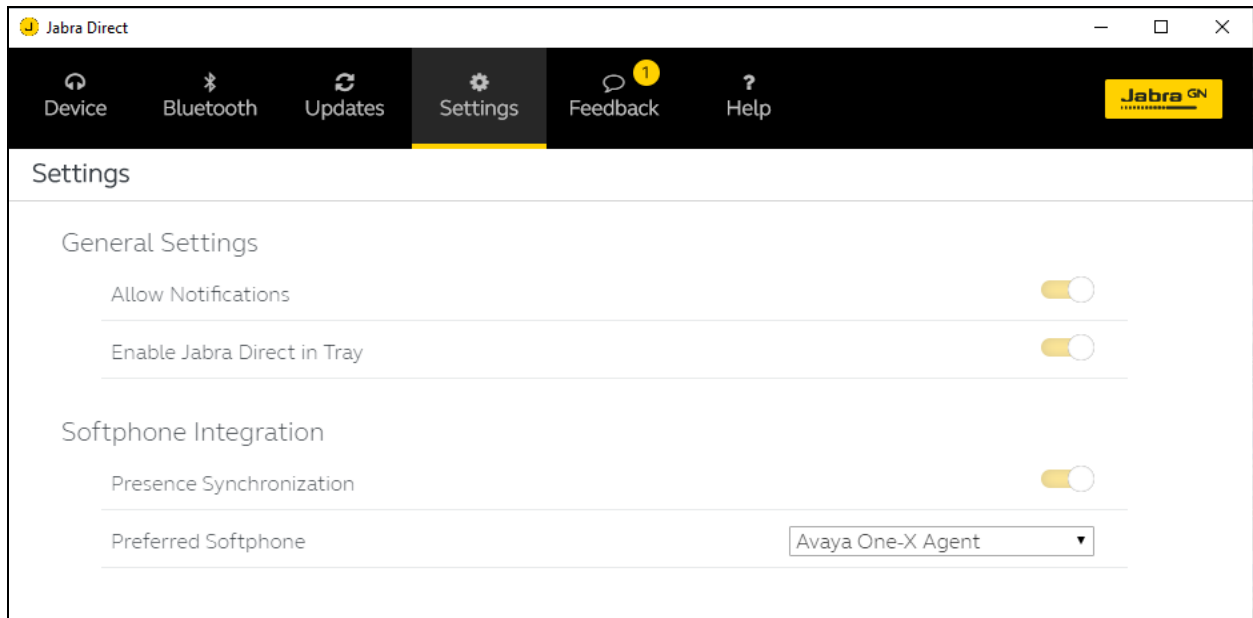 Jabra Direct
Device Bluetooth Updates Settings Feedback 1 Help Jabra GN
Settings
General Settings
Allow Notifications
Enable Jabra Direct in Tray
Softphone Integration
Presence Synchronization
Preferred Softphone Avaya One-X Agent